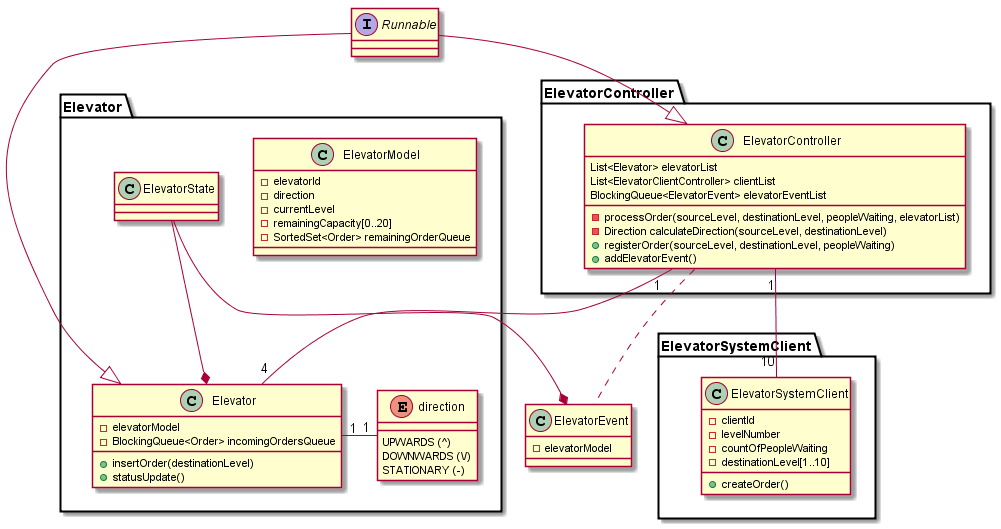 I Runnable
Elevator
ElevatorController
C ElevatorController
List<Elevator> elevatorList
List<ElevatorClientController> clientList
BlockingQueue<ElevatorEvent> elevatorEventList
processOrder(sourceLevel, destinationLevel, peopleWaiting, elevatorList)
Direction calculateDirection(sourceLevel, destinationLevel)
registerOrder(sourceLevel, destinationLevel, peopleWaiting)
addElevatorEvent()
C ElevatorModel
elevatorId
direction
currentLevel
remainingCapacity[0..20]
SortedSet<Order> remainingOrderQueue
C ElevatorState
1
1
4
10
ElevatorSystemClient
C Elevator
elevatorModel
BlockingQueue<Order> incomingOrdersQueue
insertOrder(destinationLevel)
statusUpdate()
1 1
E direction
UPWARDS (^)
DOWNWARDS (\/)
STATIONARY (-)
C ElevatorEvent
elevatorModel
C ElevatorSystemClient
clientId
levelNumber
countOfPeopleWaiting
destinationLevel[1..10]
createOrder()